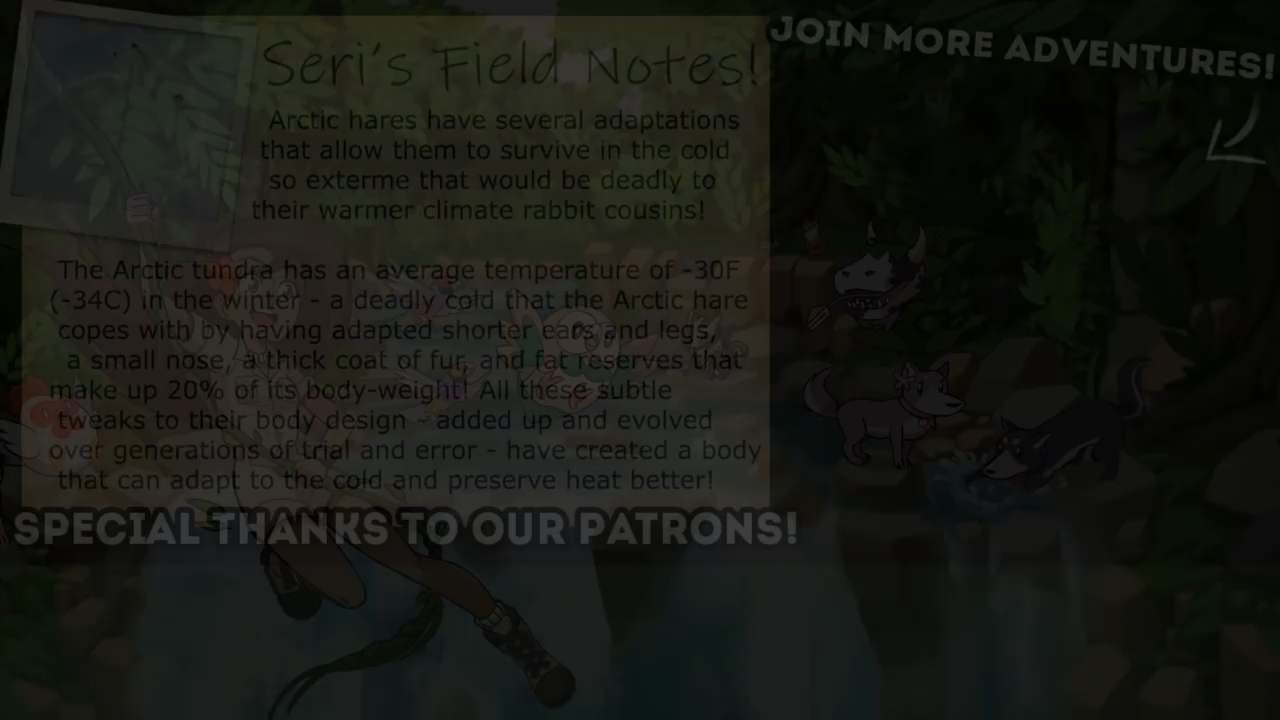 Seri's Field Notes!
JOIN MORE ADVENTURES!
Arctic hares have several adaptations
that allow them to survive in the cold
so exterme that would be deadly to
their warmer climate rabbit cousins!
The Arctic tundra has an average temperature of -30F
(-34C) in the winter - a deadly cold that the Arctic hare
copes with by having adapted shorter ears and legs,
a small nose, a thick coat of fur, and fat reserves that
make up 20% of its body-weight! All these subtle
tweaks to their body design - added up and evolved
over generations of trial and error - have created a body
that can adapt to the cold and preserve heat better!
SPECIAL THANKS TO OUR PATRONS!